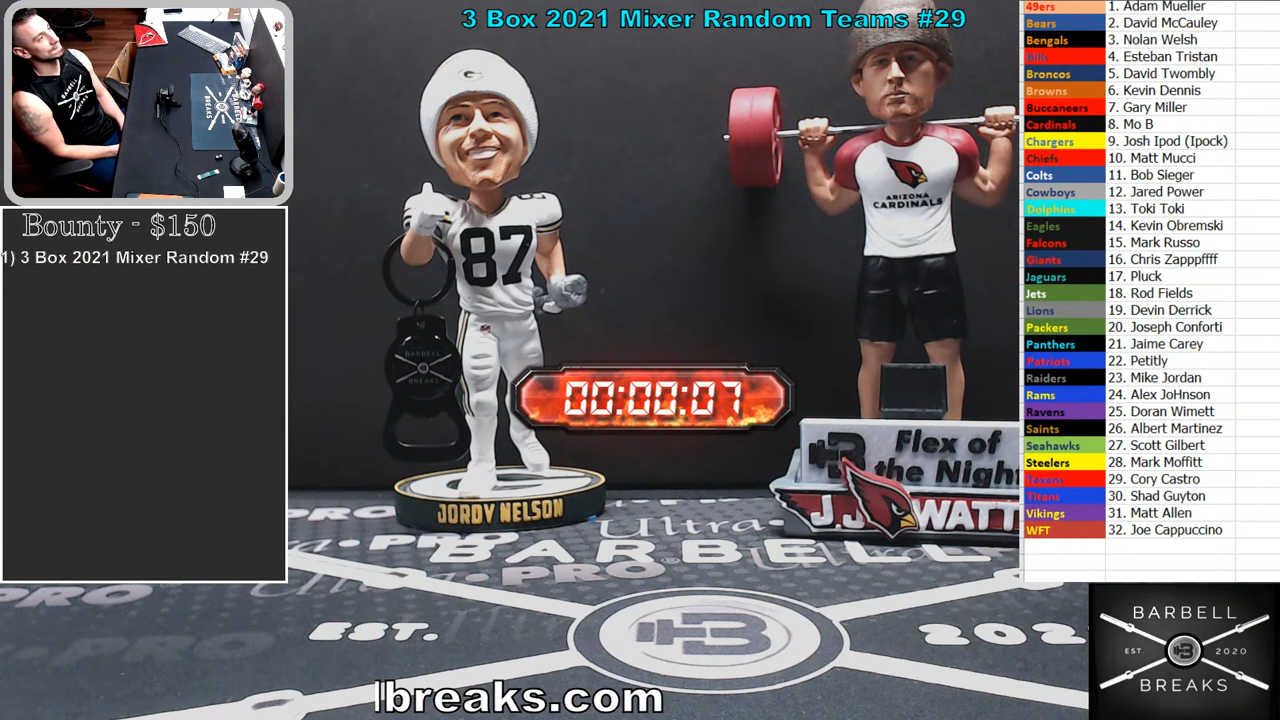 3 Box 2021 Mixer Random Teams #29
Bounty - $150
1) 3 Box 2021 Mixer Random #29
49ers 1. Adam Mueller
Bears 2. David McCauley
Bengals 3. Nolan Welsh
Bills 4. Esteban Tristan
Broncos 5. David Twombly
Browns 6. Kevin Dennis
Buccaneers 7. Gary Miller
Cardinals 8. Mo B
Chargers 9. Josh Ipod (Ipock)
Chiefs 10. Matt Mucci
Colts 11. Bob Sieger
Cowboys 12. Jared Power
Dolphins 13. Toki Toki
Eagles 14. Kevin Obremski
Falcons 15. Mark Russo
Giants 16. Chris Zapppffff
Jaguars 17. Pluck
Jets 18. Rod Fields
Lions 19. Devin Derrick
Packers 20. Joseph Conforti
Panthers 21. Jaime Carey
Patriots 22. Petitly
Raiders 23. Mike Jordan
Rams 24. Alex JoHnson
Ravens 25. Doran Wimett
Saints 26. Albert Martinez
Seahawks 27. Scott Gilbert
Steelers 28. Mark Moffitt
Texans 29. Cory Castro
Titans 30. Shad Guyton
Vikings 31. Matt Allen
WFT 32. Joe Cappuccino
G
87
ARIZONA
CARDINALS
BARBELL
BREAKS
00:00:07
Flex of
the Night
JORDY NELSON
J.J. WATT
Ultra
PRO
BARBELL
PRO
EST.
202
B
breaks.com
BARBELL
EST. 2020
BREAKS